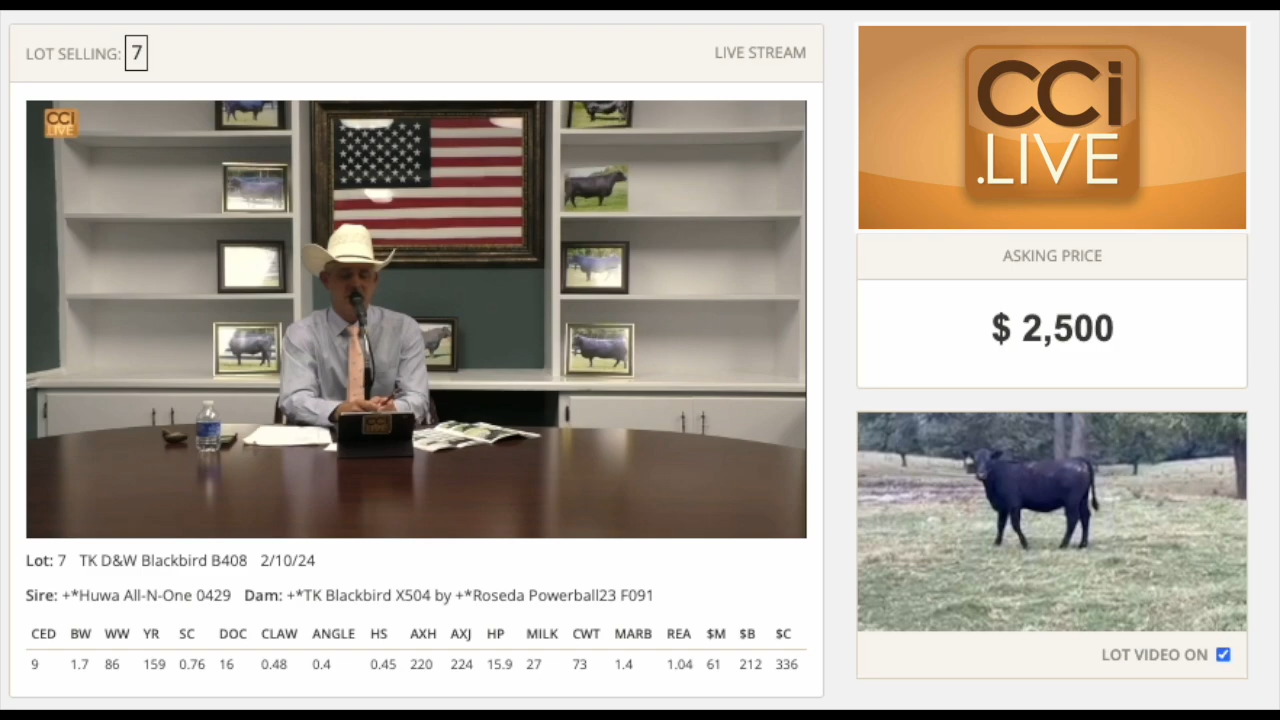 LOT SELLING: 7
LIVE STREAM
CCi
LIVE
CCi
.LIVE
ASKING PRICE
$ 2,500
CCi
Lot: 7 TK D&W Blackbird B408 2/10/24
Sire: +*Huwa All-N-One 0429 Dam: +*TK Blackbird X504 by +*Roseda Powerball23 F091
CED BW WW YR SC DOC CLAW ANGLE HS AXH AXJ HP MILK CWT MARB REA $M $B $C
9 1.7 86 159 0.76 16 0.48 0.4 0.45 220 224 15.9 27 73 1.4 1.04 61 212 336
LOT VIDEO ON